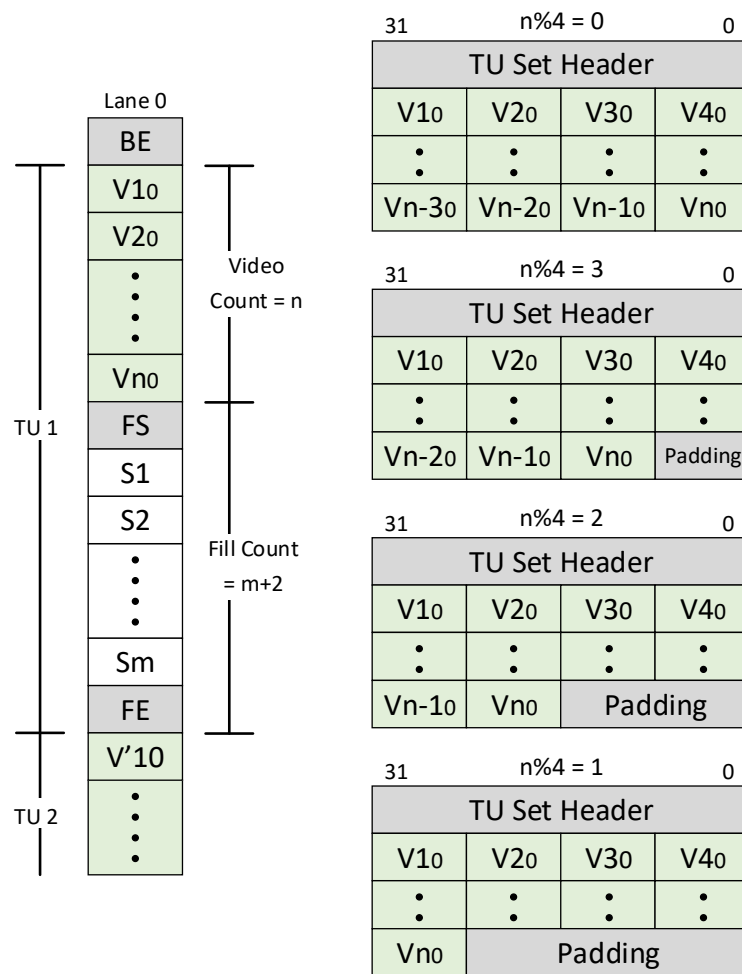 Lane 0
BE
V10
V20
Vn0
FS
S1
S2
Sm
FE
V’10
TU 1
TU 2
Video
Count = n
Fill Count
= m+2
31 n%4 = 0 0
TU Set Header
V10 V20 V30 V40
Vn-30 Vn-20 Vn-10 Vn0
31 n%4 = 3 0
TU Set Header
V10 V20 V30 V40
Vn-20 Vn-10 Vn0 Padding
31 n%4 = 2 0
TU Set Header
V10 V20 V30 V40
Vn-10 Vn0 Padding
31 n%4 = 1 0
TU Set Header
V10 V20 V30 V40
Vn0 Padding